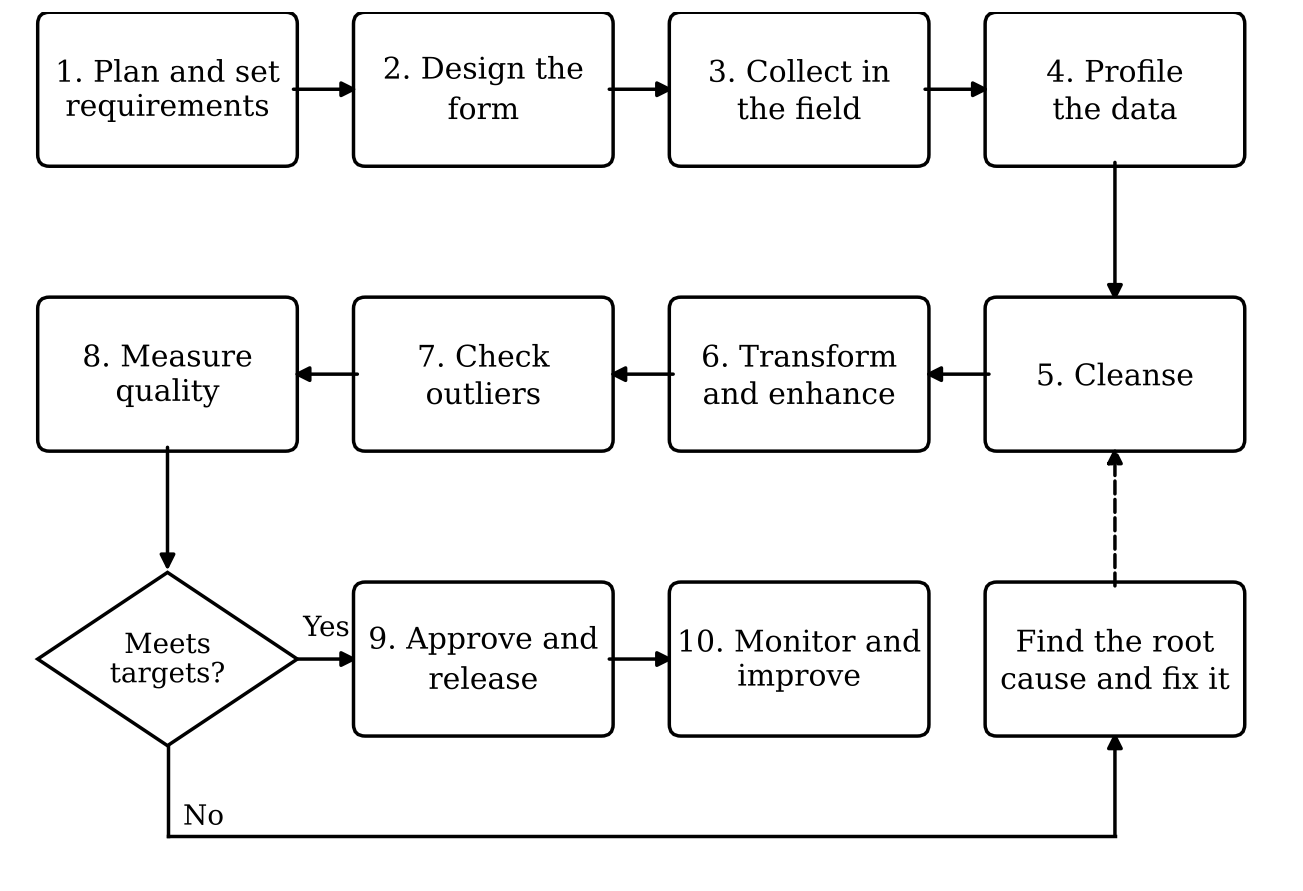 1. Plan and set
requirements
2. Design the
form
3. Collect in
the field
4. Profile
the data
8. Measure
quality
7. Check
outliers
6. Transform
and enhance
5. Cleanse
Meets
targets?
Yes
9. Approve and
release
10. Monitor and
improve
Find the root
cause and fix it
No